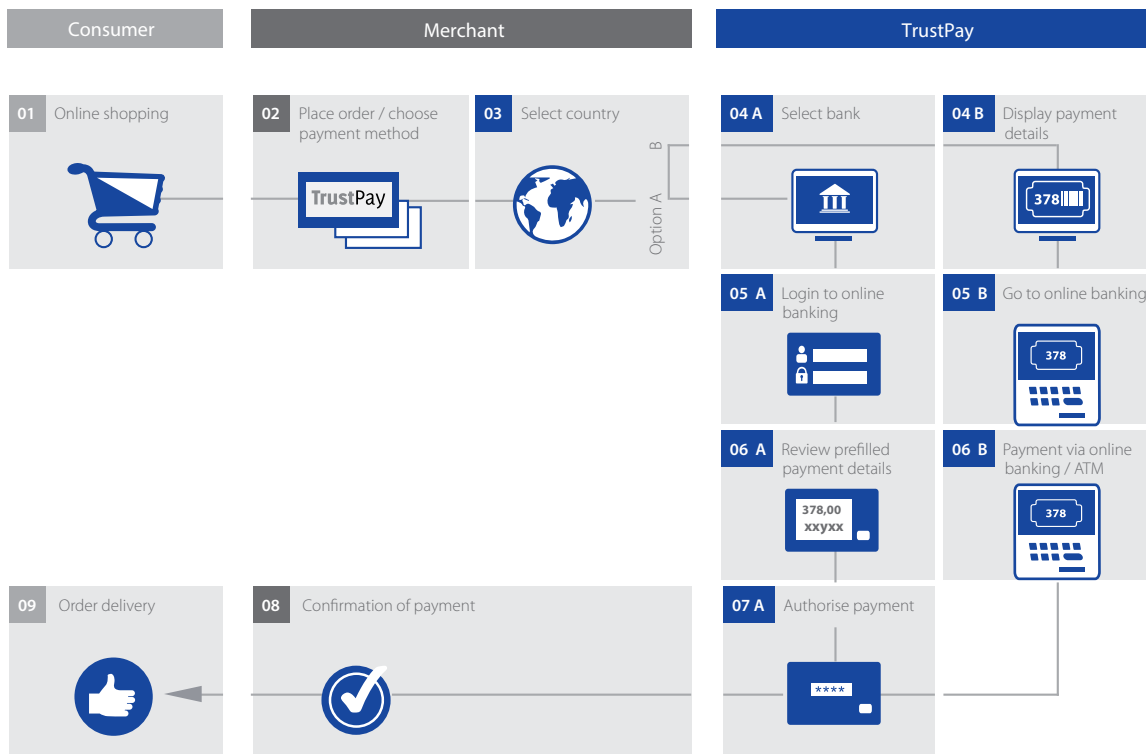 Consumer
Merchant
TrustPay
01 Online shopping
02 Place order / choose
payment method
TrustPay
03 Select country
Option A
B
04 A Select bank
04 B Display payment
details
378
05 A Login to online
banking
05 B Go to online banking
378
06 A Review prefilled
payment details
378,00
xxyxx
06 B Payment via online
banking / ATM
378
09 Order delivery
08 Confirmation of payment
07 A Authorise payment
****